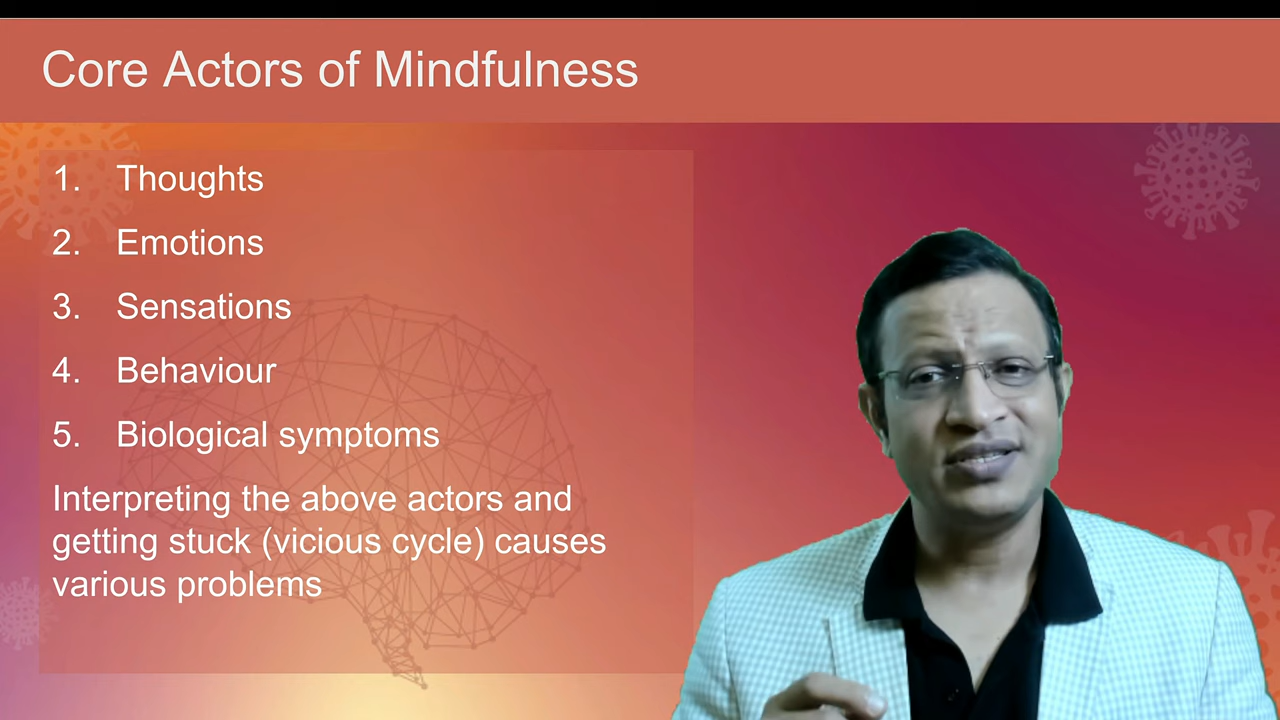 Core Actors of Mindfulness
1. Thoughts
2. Emotions
3. Sensations
4. Behaviour
5. Biological symptoms
Interpreting the above actors and
getting stuck (vicious cycle) causes
various problems